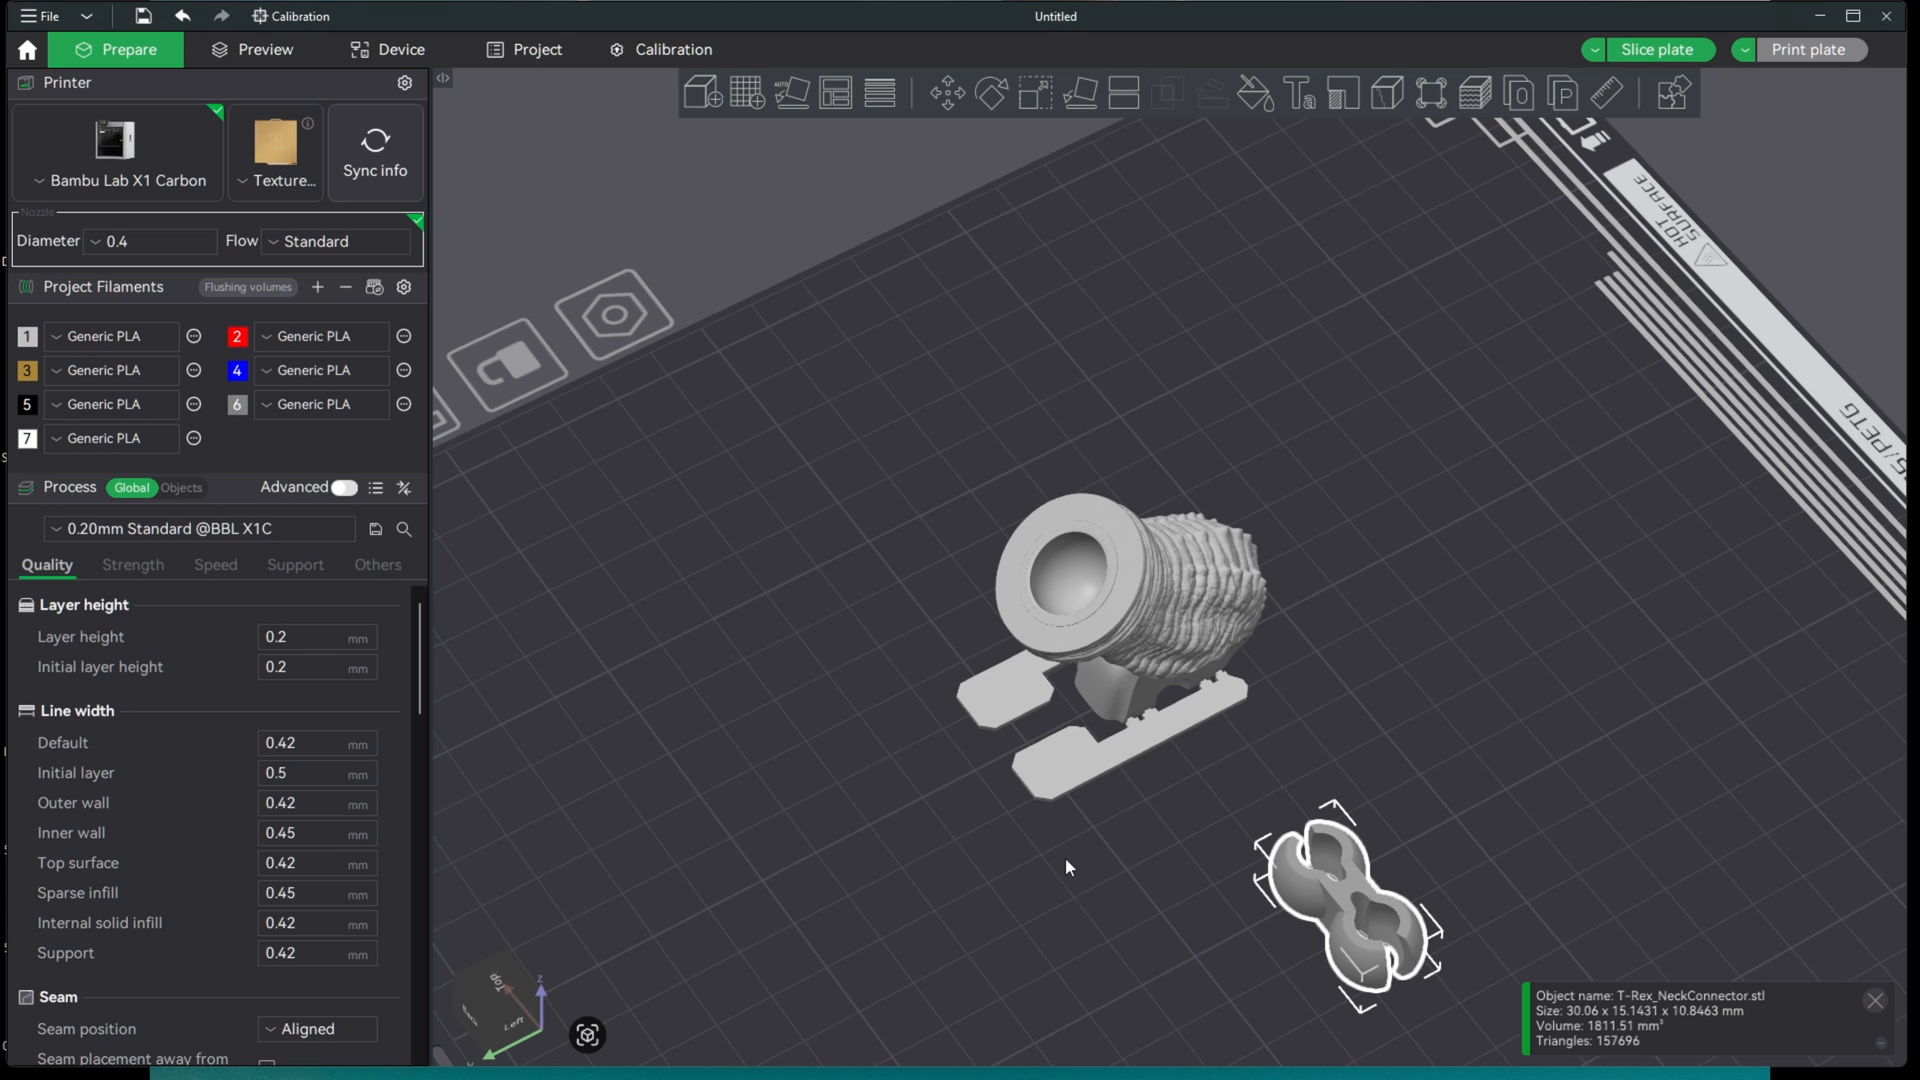 File
Calibration
Untitled
Prepare
Preview
Device
Project
Calibration
Slice plate
Print plate
Printer
Bambu Lab X1 Carbon
Texture...
Sync info
Nozzle
Diameter
0.4
Flow
Standard
Project Filaments
Flushing volumes
1
Generic PLA
2
Generic PLA
3
Generic PLA
4
Generic PLA
5
Generic PLA
6
Generic PLA
7
Generic PLA
Process
Global
Objects
Advanced
0.20mm Standard @BBL X1C
Quality
Strength
Speed
Support
Others
Layer height
Layer height
0.2 mm
Initial layer height
0.2 mm
Line width
Default
0.42 mm
Initial layer
0.5 mm
Outer wall
0.42 mm
Inner wall
0.45 mm
Top surface
0.42 mm
Sparse infill
0.45 mm
Internal solid infill
0.42 mm
Support
0.42 mm
Seam
Seam position
Aligned
Seam placement away from
HOT
SURFACE
/PETG
Top
Left
Z
Object name: T-Rex_NeckConnector.stl
Size: 30.06 x 15.1431 x 10.8463 mm
Volume: 1811.51 mm³
Triangles: 157696